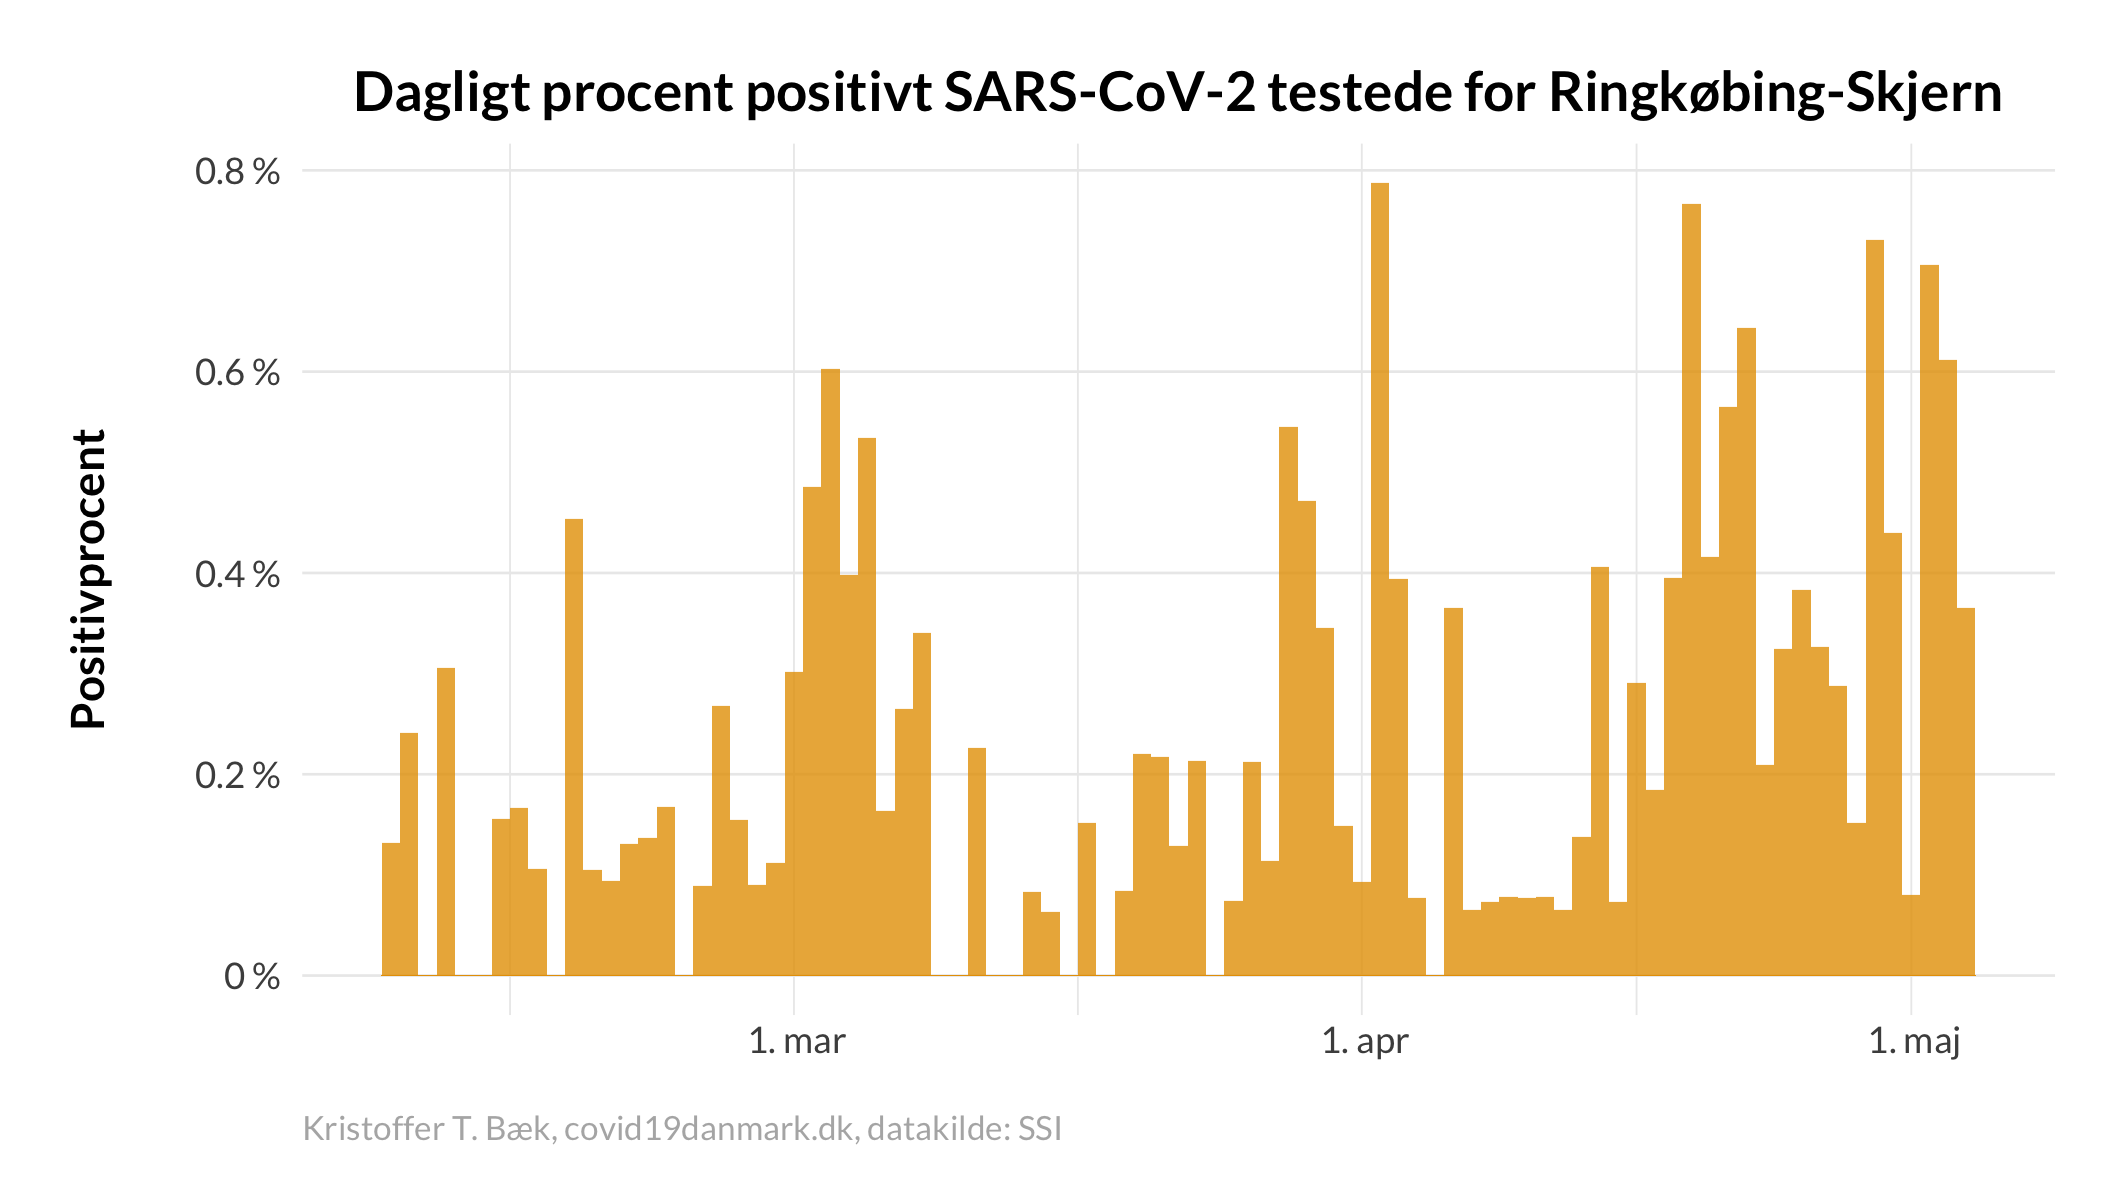 Dagligt procent positivt SARS-CoV-2 testede for Ringkøbing-Skjern
Positivprocent
0.8 %
0.6 %
0.4 %
0.2 %
0 %
1. mar
1. apr
1. maj
Kristoffer T. Bæk, covid19danmark.dk, datakilde: SSI